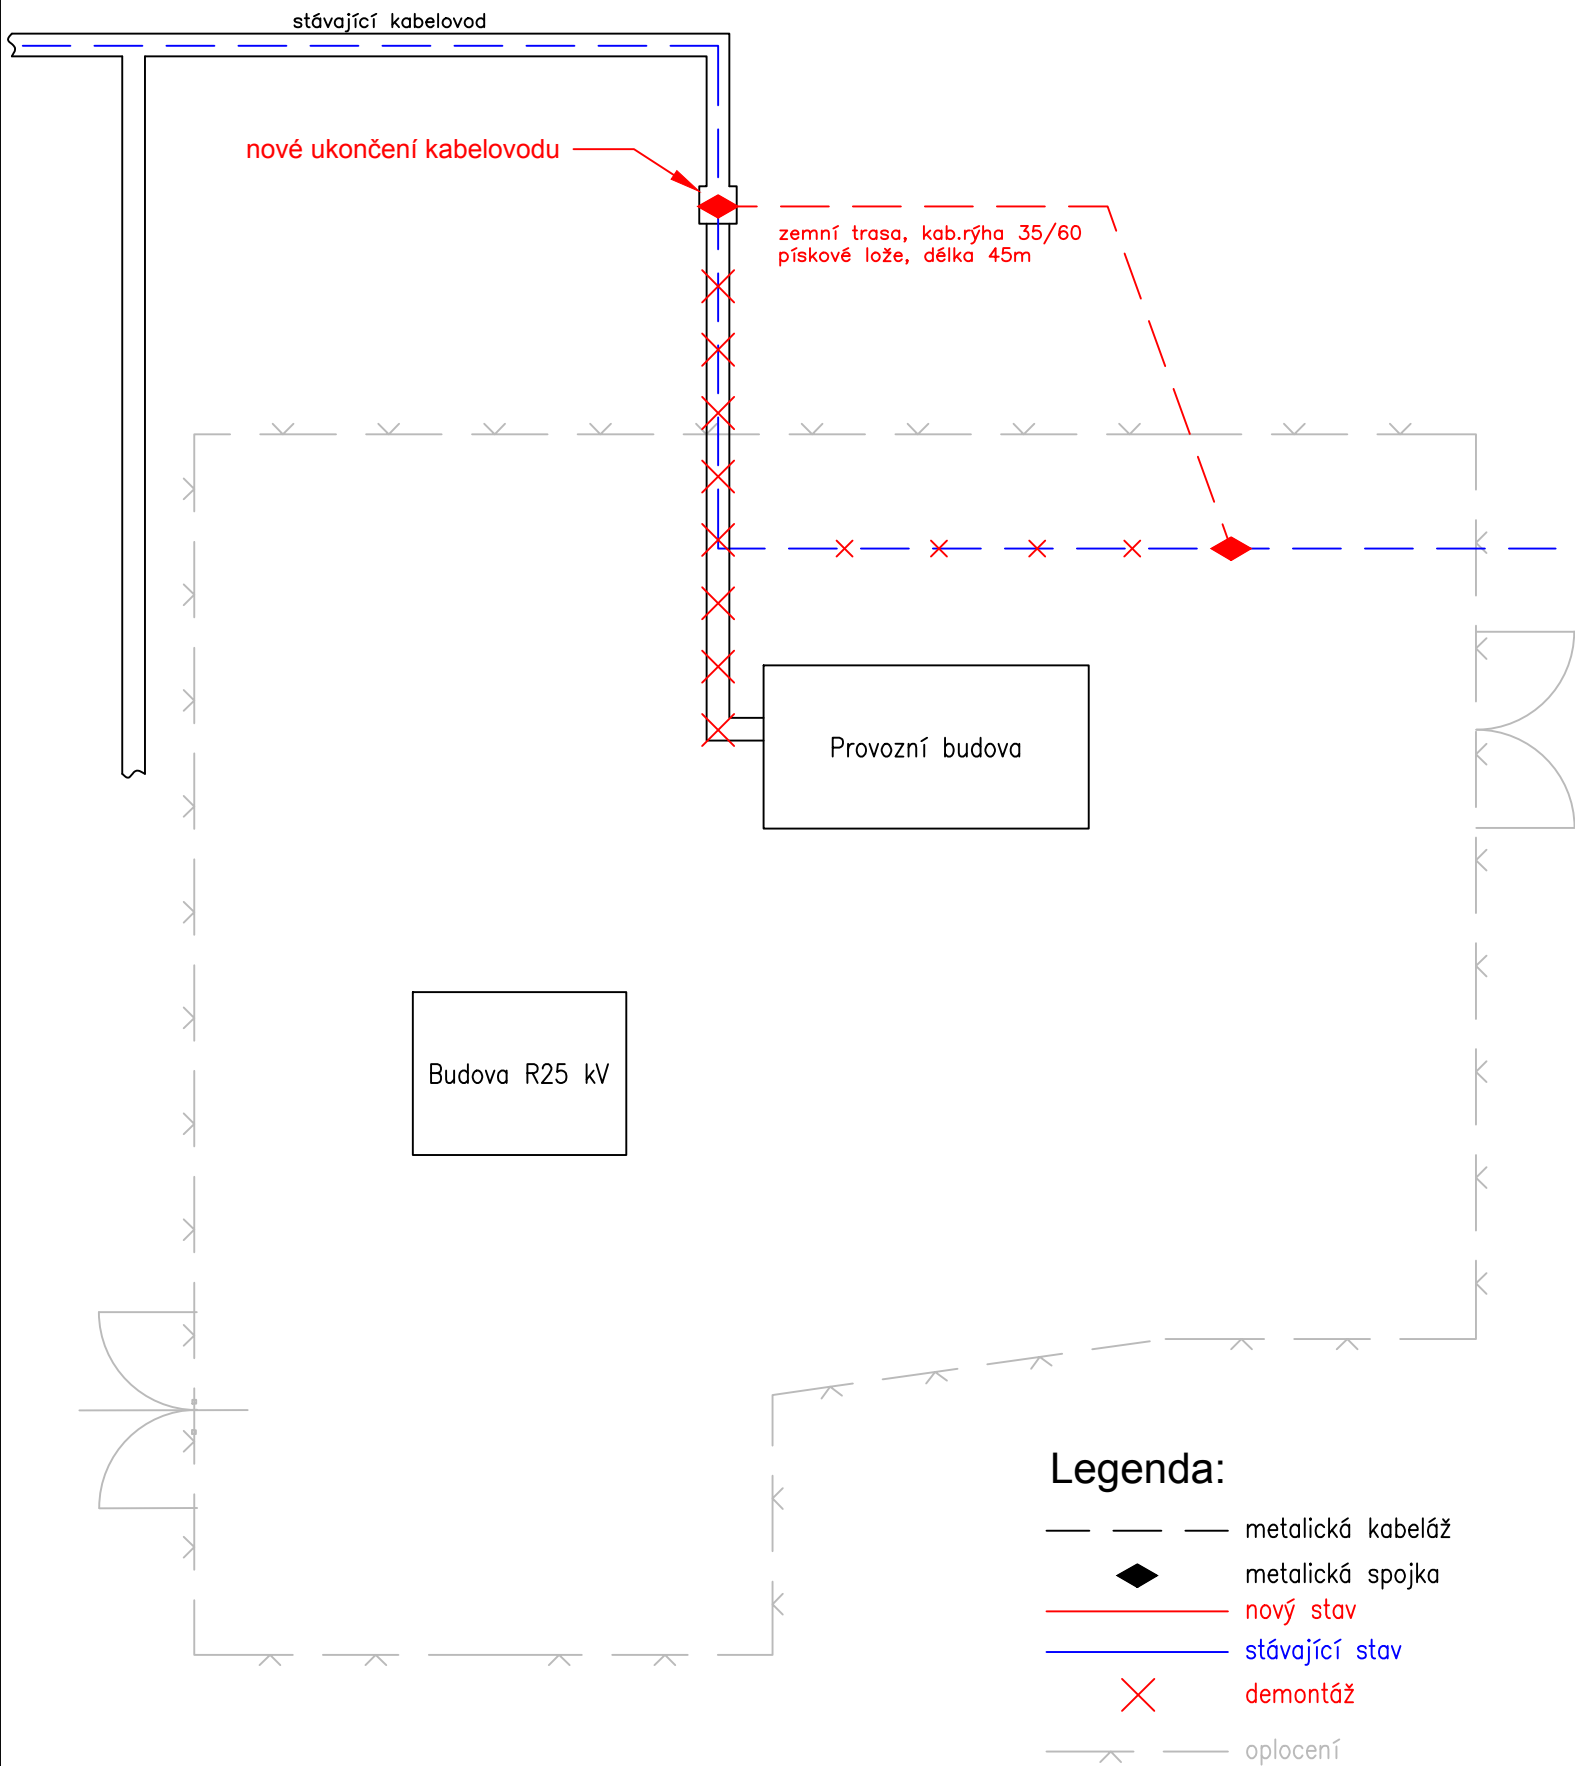 stávající kabelovod
nové ukončení kabelovodu
zemní trasa, kab.rýha 35/60
pískové lože, délka 45m
Provozní budova
Budova R25 kV
Legenda:
metalická kabeláž
metalická spojka
nový stav
stávající stav
demontáž
oplocení